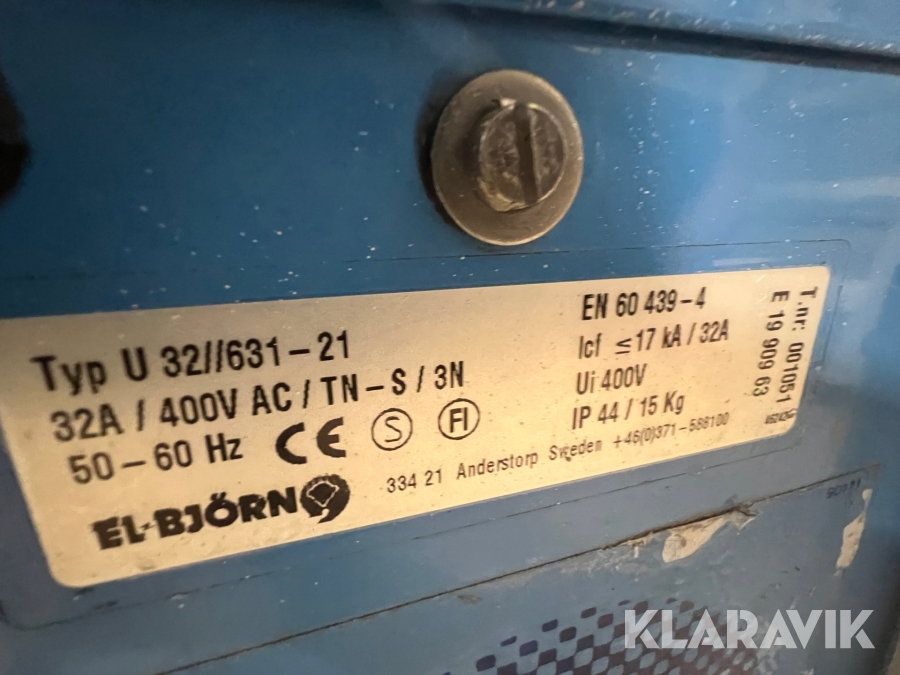 Typ U 32//631-21
32A / 400V AC / TN-S / 3N
50-60 Hz CE S FI
EL-BJÖRN
EN 60 439-4
Icf ≤17 kA / 32A
Ui 400V
IP 44 / 15 Kg
334 21 Anderstorp Sweden +46(0)371-588100
T.nr: 001051
E 19 909 63
KLARAVIK